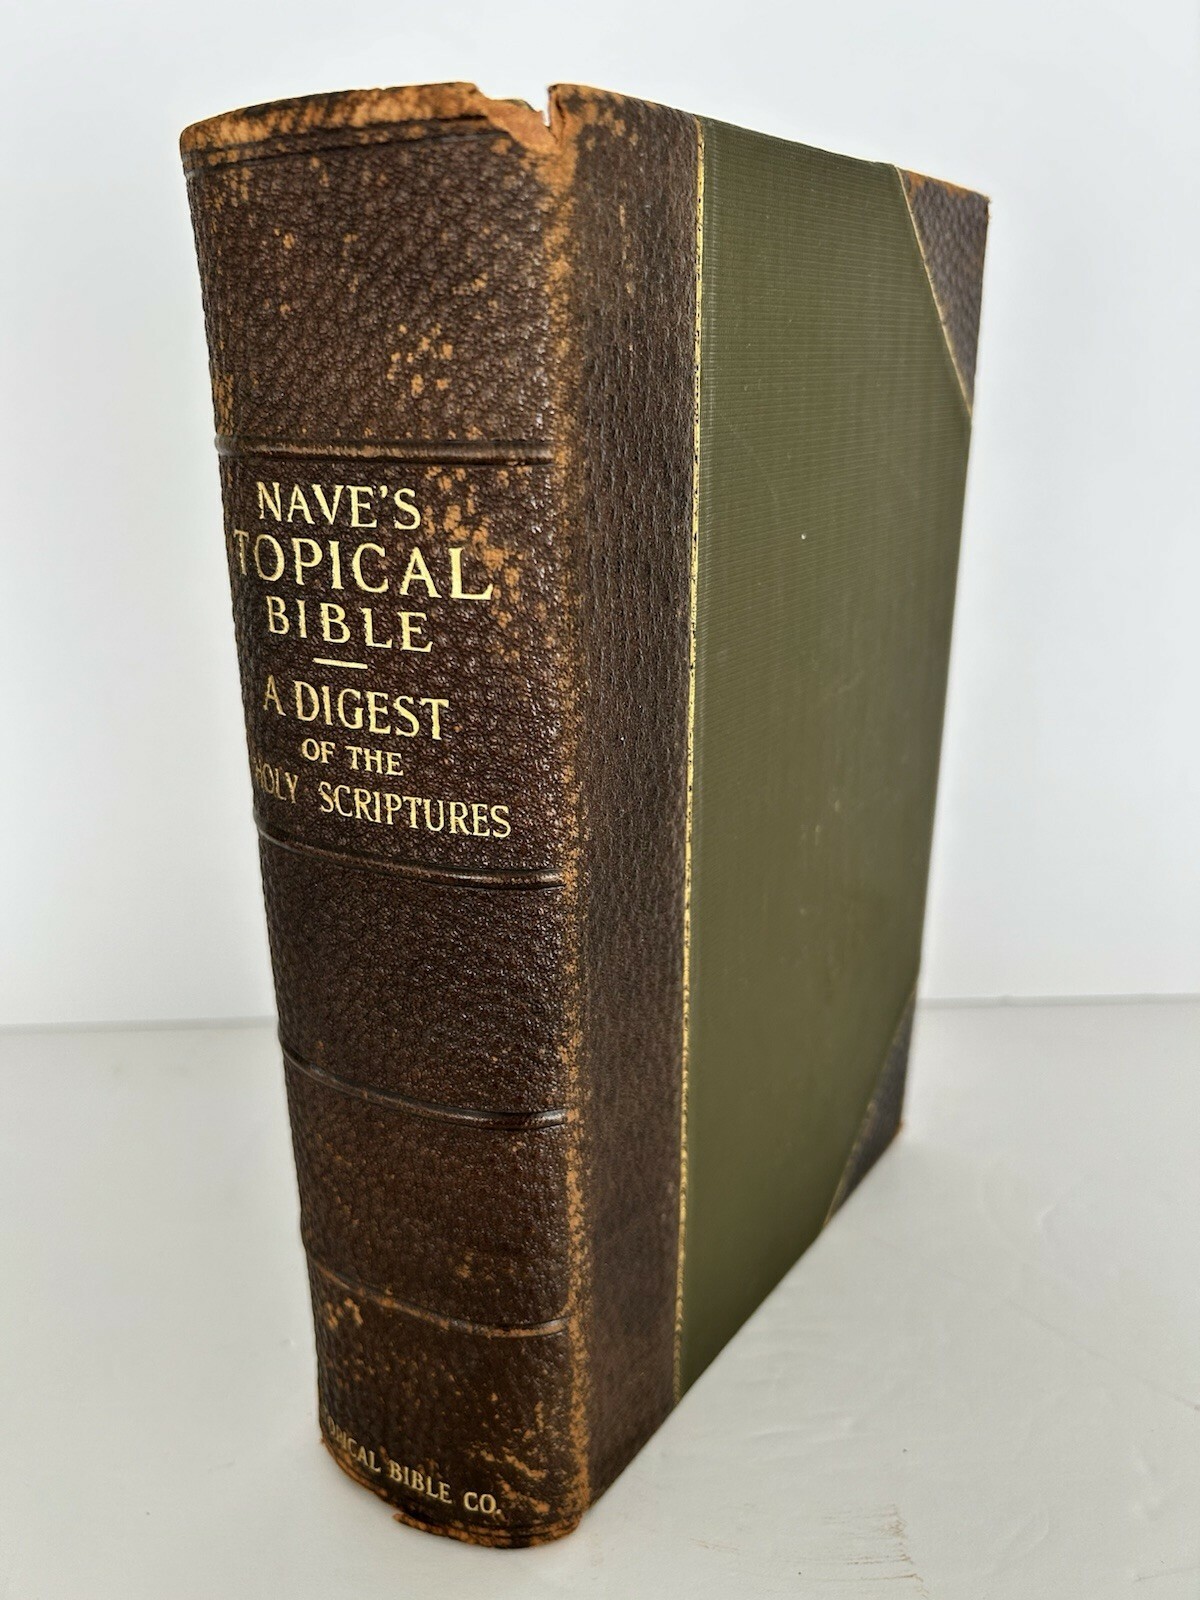 NAVE'S
TOPICAL
BIBLE
A DIGEST
OF THE
HOLY SCRIPTURES
TOPICAL BIBLE CO.